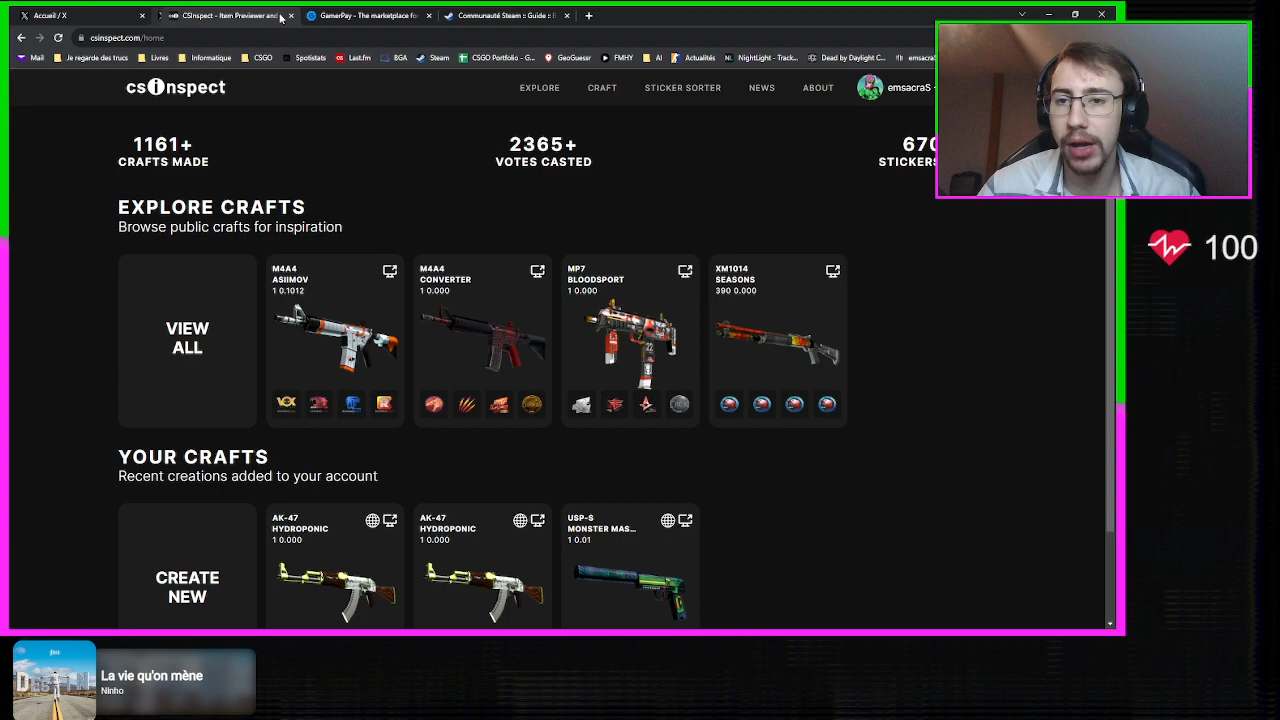 Accueil / X
CSInspect - Item Previewer and
GamerPay - The marketplace for
Communauté Steam :: Guide ::
csinspect.com/home
Mail
Je regarde des trucs
Livres
Informatique
CSGO
Spotistats
Last.fm
BGA
Steam
CSGO Portfolio - G...
GeoGuessr
FMHY
AI
Actualités
NightLight - Track...
Dead by Daylight C...
csinspect
EXPLORE
CRAFT
STICKER SORTER
NEWS
ABOUT
emsacraS
1161+
CRAFTS MADE
2365+
VOTES CASTED
670
STICKERS
EXPLORE CRAFTS
Browse public crafts for inspiration
VIEW
ALL
M4A4
ASIIMOV
1 0.1012
M4A4
CONVERTER
1 0.000
MP7
BLOODSPORT
1 0.000
XM1014
SEASONS
390 0.000
YOUR CRAFTS
Recent creations added to your account
CREATE
NEW
AK-47
HYDROPONIC
1 0.000
AK-47
HYDROPONIC
1 0.000
USP-S
MONSTER MAS...
1 0.01
100
La vie qu'on mène
Ninho